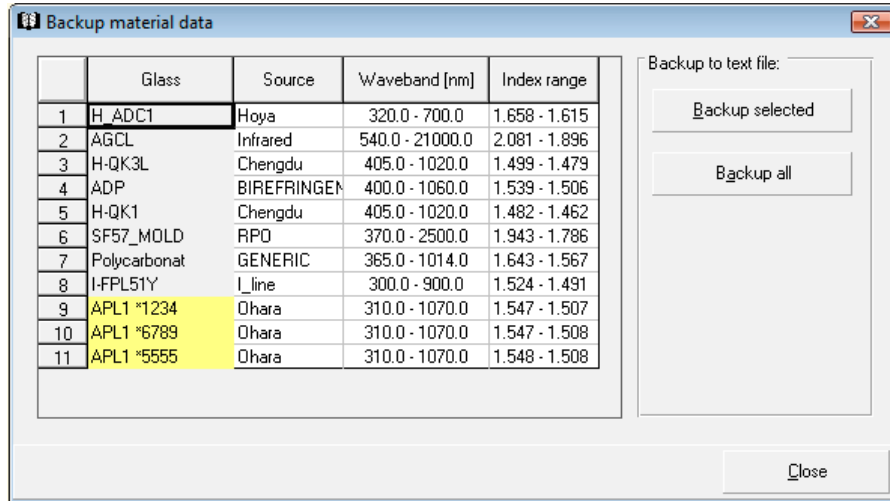 Backup material data
Glass Source Waveband [nm] Index range
1 H_ADC1 Hoya 320.0 - 700.0 1.658 - 1.615
2 AGCL Infrared 540.0 - 21000.0 2.081 - 1.896
3 H-QK3L Chengdu 405.0 - 1020.0 1.499 - 1.479
4 ADP BIREFRINGEN 400.0 - 1060.0 1.539 - 1.506
5 H-QK1 Chengdu 405.0 - 1020.0 1.482 - 1.462
6 SF57_MOLD RPO 370.0 - 2500.0 1.943 - 1.786
7 Polycarbonat GENERIC 365.0 - 1014.0 1.643 - 1.567
8 I-FPL51Y I_line 300.0 - 900.0 1.524 - 1.491
9 APL1 *1234 Ohara 310.0 - 1070.0 1.547 - 1.507
10 APL1 *6789 Ohara 310.0 - 1070.0 1.547 - 1.508
11 APL1 *5555 Ohara 310.0 - 1070.0 1.548 - 1.508
Backup to text file:
Backup selected
Backup all
Close